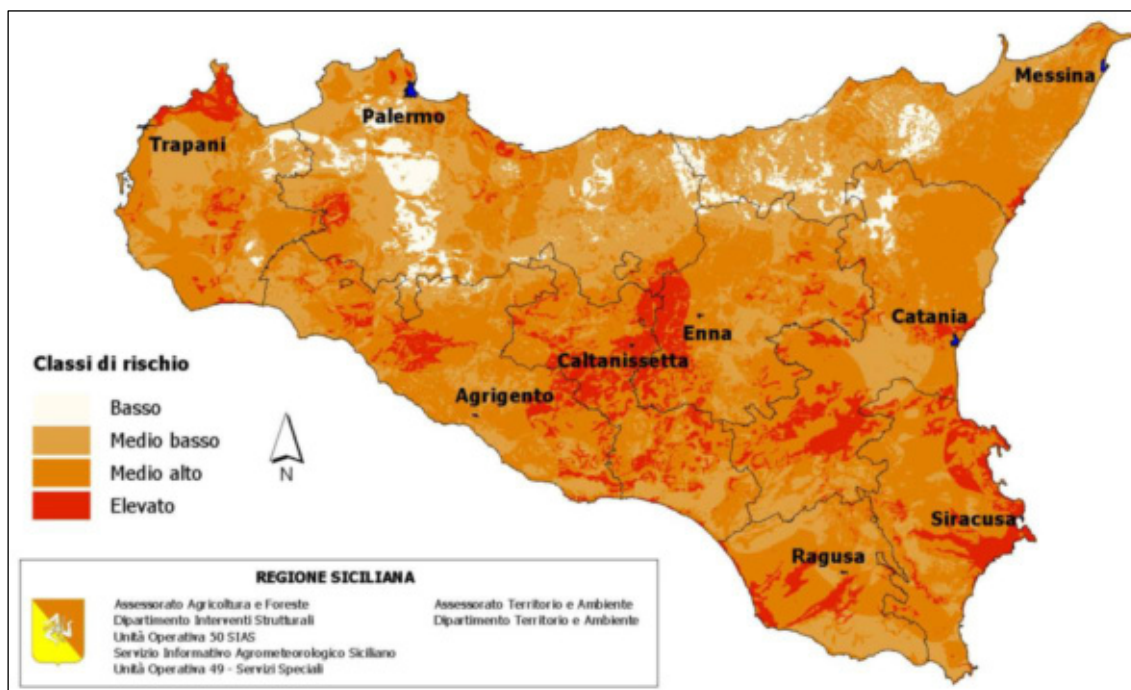 Messina
Palermo
Trapani
Catania
Enna
Caltanissetta
Agrigento
Siracusa
Ragusa
Classi di rischio
Basso
Medio basso
Medio alto
Elevato
N
REGIONE SICILIANA
Assessorato Agricoltura e Foreste
Dipartimento Interventi Strutturali
Unità Operativa 50 SIAS
Servizio Informativo Agrometeorologico Siciliano
Unità Operativa 49 - Servizi Speciali
Assessorato Territorio e Ambiente
Dipartimento Territorio e Ambiente